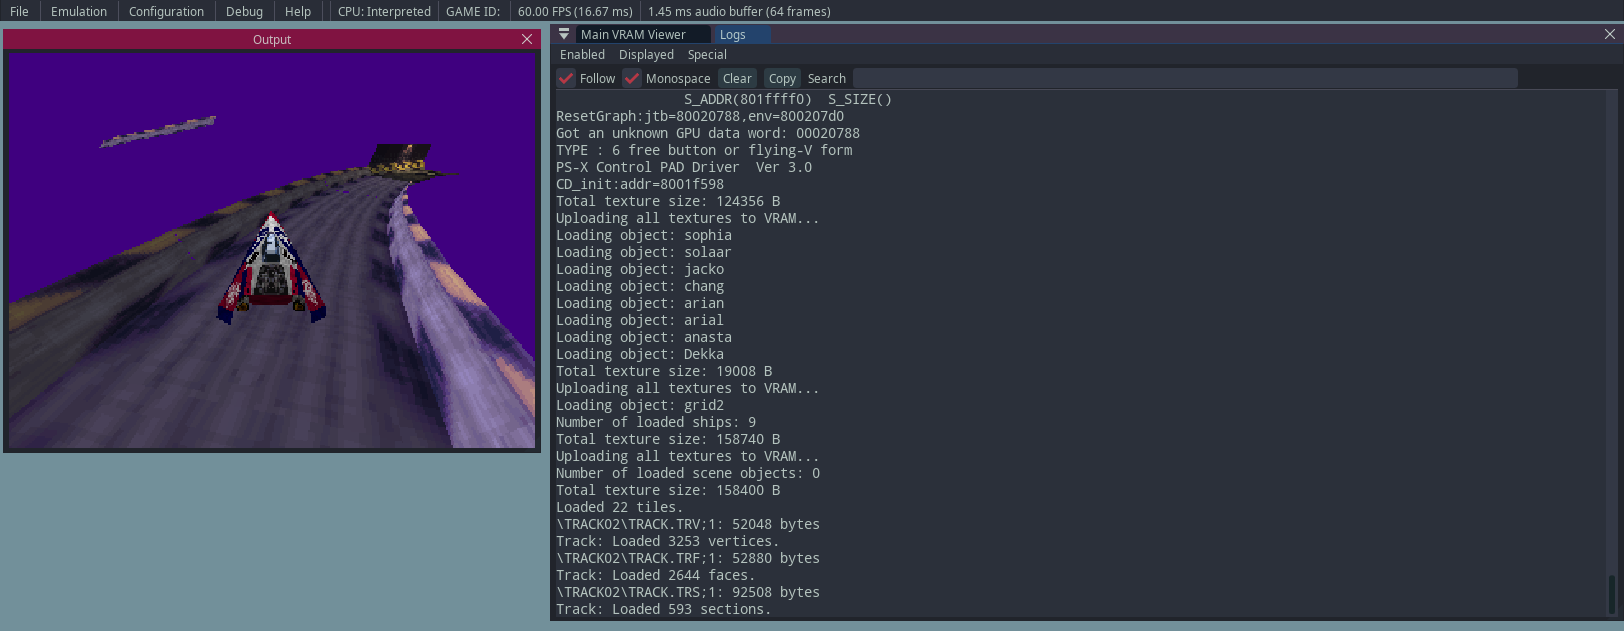 File Emulation Configuration Debug Help CPU: Interpreted GAME ID: 60.00 FPS (16.67 ms) 1.45 ms audio buffer (64 frames)
Output
Main VRAM Viewer Logs
Enabled Displayed Special
Follow Monospace Clear Copy Search
S_ADDR(801ffff0)  S_SIZE()
ResetGraph:jtb=80020788,env=800207d0
Got an unknown GPU data word: 00020788
TYPE : 6 free button or flying-V form
PS-X Control PAD Driver  Ver 3.0
CD_init:addr=8001f598
Total texture size: 124356 B
Uploading all textures to VRAM...
Loading object: sophia
Loading object: solaar
Loading object: jacko
Loading object: chang
Loading object: arian
Loading object: arial
Loading object: anasta
Loading object: Dekka
Total texture size: 19008 B
Uploading all textures to VRAM...
Loading object: grid2
Number of loaded ships: 9
Total texture size: 158740 B
Uploading all textures to VRAM...
Number of loaded scene objects: 0
Total texture size: 158400 B
Loaded 22 tiles.
\TRACK02\TRACK.TRV;1: 52048 bytes
Track: Loaded 3253 vertices.
\TRACK02\TRACK.TRF;1: 52880 bytes
Track: Loaded 2644 faces.
\TRACK02\TRACK.TRS;1: 92508 bytes
Track: Loaded 593 sections.